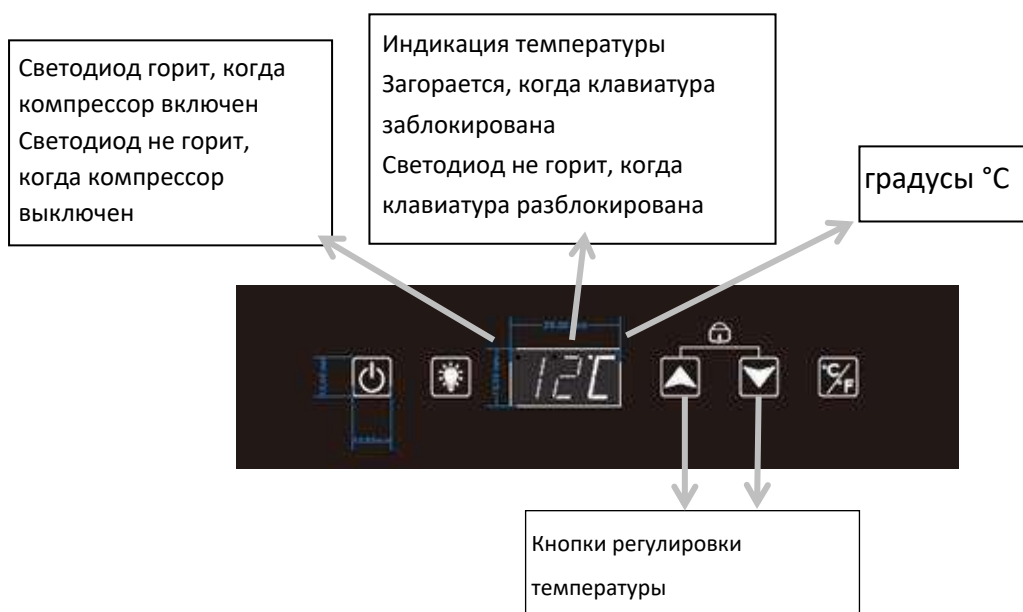 Светодиод горит, когда
компрессор включен
Светодиод не горит,
когда компрессор
выключен
Индикация температуры
Загорается, когда клавиатура
заблокирована
Светодиод не горит, когда
клавиатура разблокирована
градусы °C
12°C
°C/°F
Кнопки регулировки
температуры